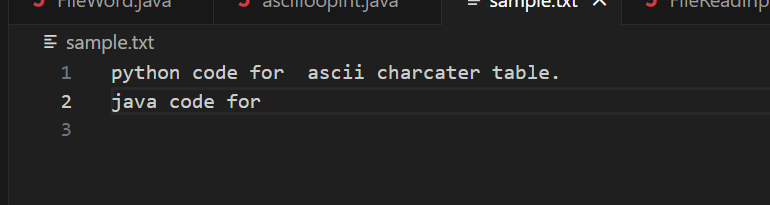 FileWord.java asciiloopint.java sample.txt FileReadInp
sample.txt
1 python code for  ascii charcater table.
2 java code for
3